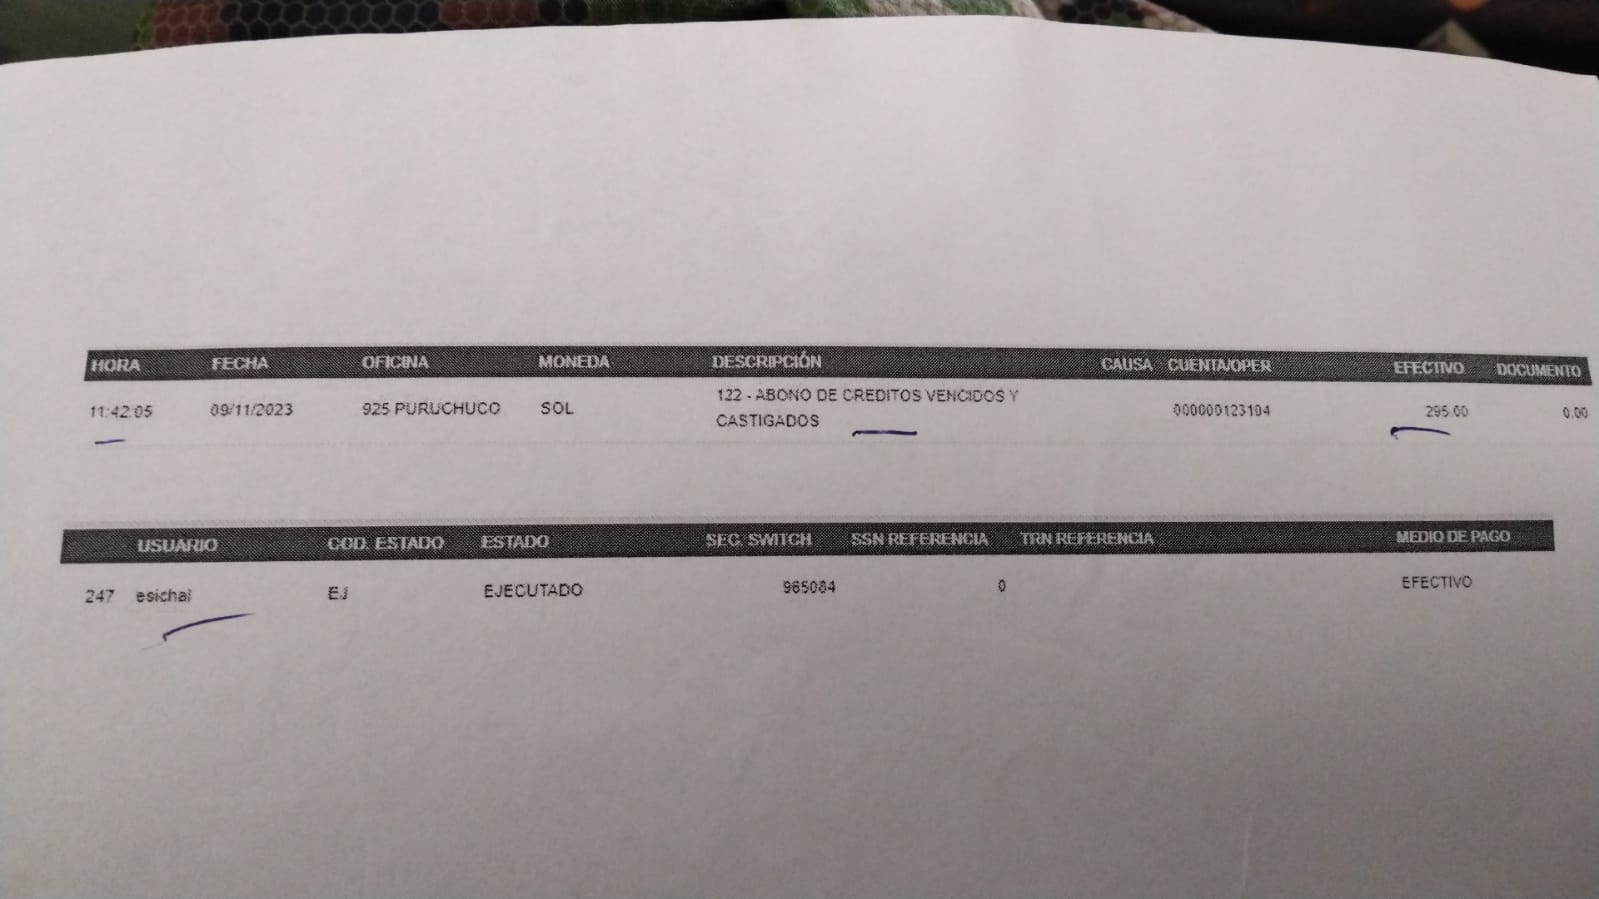 HORA FECHA OFICINA MONEDA DESCRIPCIÓN CAUSA CUENTA/OPER EFECTIVO DOCUMENTO
11:42:05 09/11/2023 925 PURUCHUCO SOL 122 - ABONO DE CREDITOS VENCIDOS Y 000000123104 295.00 0.00
CASTIGADOS
USUARIO COD. ESTADO ESTADO SEC. SWITCH SSN REFERENCIA TRN REFERENCIA MEDIO DE PAGO
247 esichal EJ EJECUTADO 965084 0 EFECTIVO